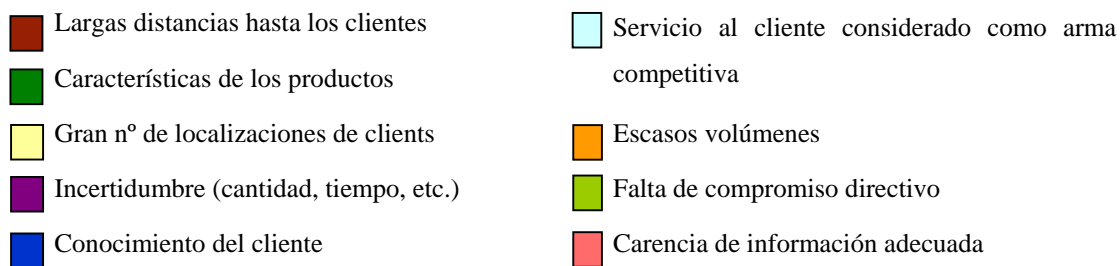 Largas distancias hasta los clientes
Características de los productos
Gran nº de localizaciones de clients
Incertidumbre (cantidad, tiempo, etc.)
Conocimiento del cliente
Servicio al cliente considerado como arma
competitiva
Escasos volúmenes
Falta de compromiso directivo
Carencia de información adecuada